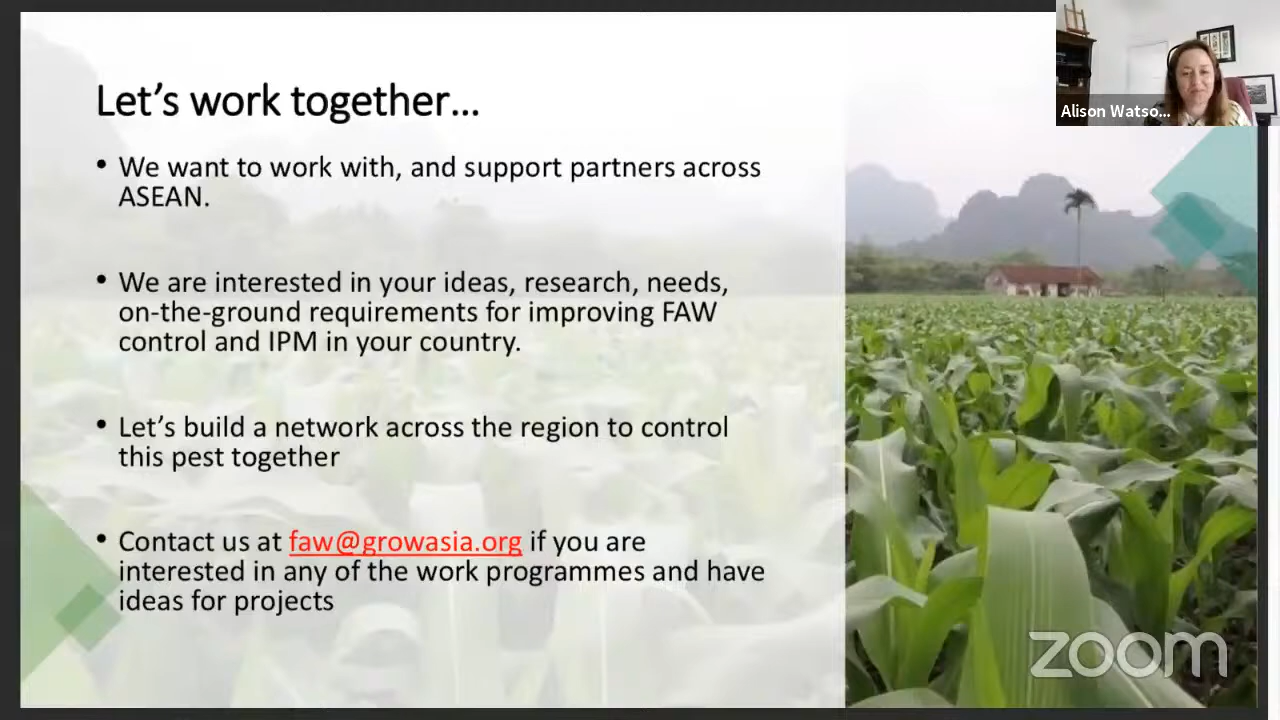 Let's work together...
• We want to work with, and support partners across
ASEAN.
• We are interested in your ideas, research, needs,
on-the-ground requirements for improving FAW
control and IPM in your country.
• Let's build a network across the region to control
this pest together
• Contact us at faw@growasia.org if you are
interested in any of the work programmes and have
ideas for projects
Alison Watso...
zoom